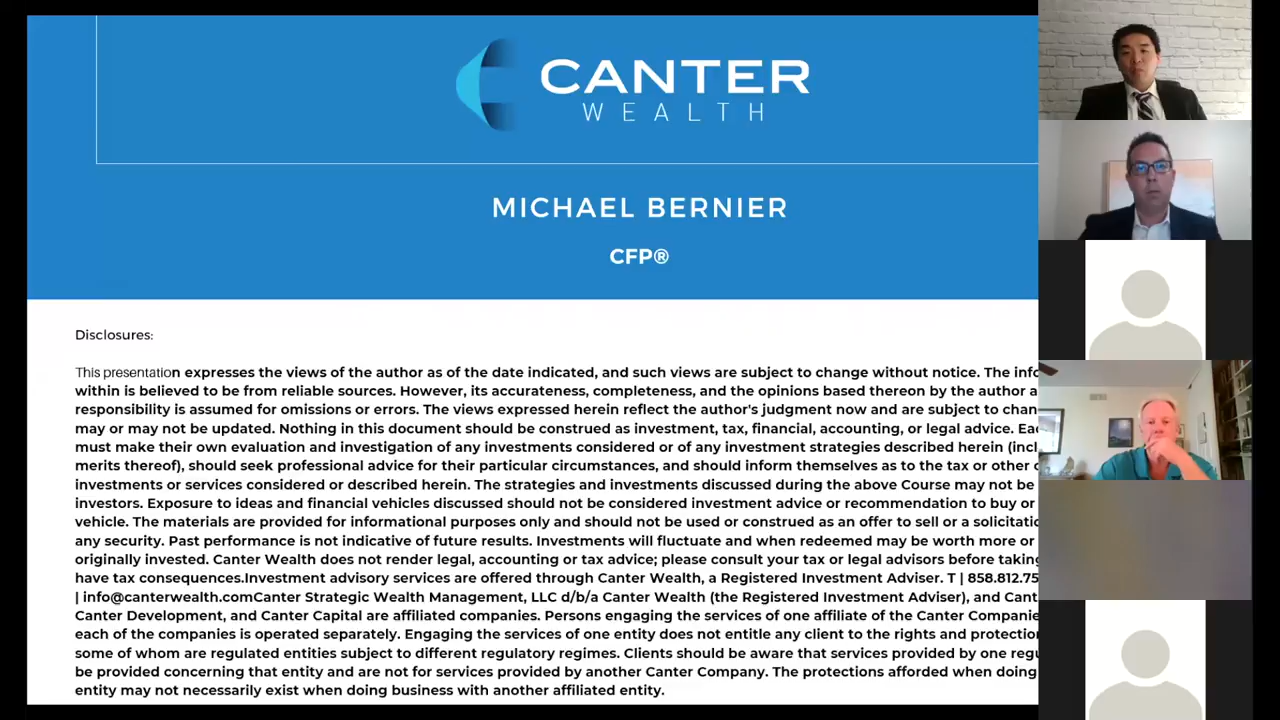 CANTER
WEALTH
MICHAEL BERNIER
CFP®
Disclosures:
This presentation expresses the views of the author as of the date indicated, and such views are subject to change without notice. The
within is believed to be from reliable sources. However, its accurateness, completeness, and the opinions based thereon by the author
responsibility is assumed for omissions or errors. The views expressed herein reflect the author's judgment now and are subject to
may or may not be updated. Nothing in this document should be construed as investment, tax, financial, accounting, or legal advice.
must make their own evaluation and investigation of any investments considered or of any investment strategies described herein
merits thereof), should seek professional advice for their particular circumstances, and should inform themselves as to the tax or other
investments or services considered or described herein. The strategies and investments discussed during the above Course may not be
investors. Exposure to ideas and financial vehicles discussed should not be considered investment advice or recommendation to buy or
vehicle. The materials are provided for informational purposes only and should not be used or construed as an offer to sell or a
any security. Past performance is not indicative of future results. Investments will fluctuate and when redeemed may be worth more or
originally invested. Canter Wealth does not render legal, accounting or tax advice; please consult your tax or legal advisors before
have tax consequences.Investment advisory services are offered through Canter Wealth, a Registered Investment Adviser. T | 858.812.
| info@canterwealth.comCanter Strategic Wealth Management, LLC d/b/a Canter Wealth (the Registered Investment Adviser), and
Canter Development, and Canter Capital are affiliated companies. Persons engaging the services of one affiliate of the Canter
each of the companies is operated separately. Engaging the services of one entity does not entitle any client to the rights and
some of whom are regulated entities subject to different regulatory regimes. Clients should be aware that services provided by one
be provided concerning that entity and are not for services provided by another Canter Company. The protections afforded when doing
entity may not necessarily exist when doing business with another affiliated entity.